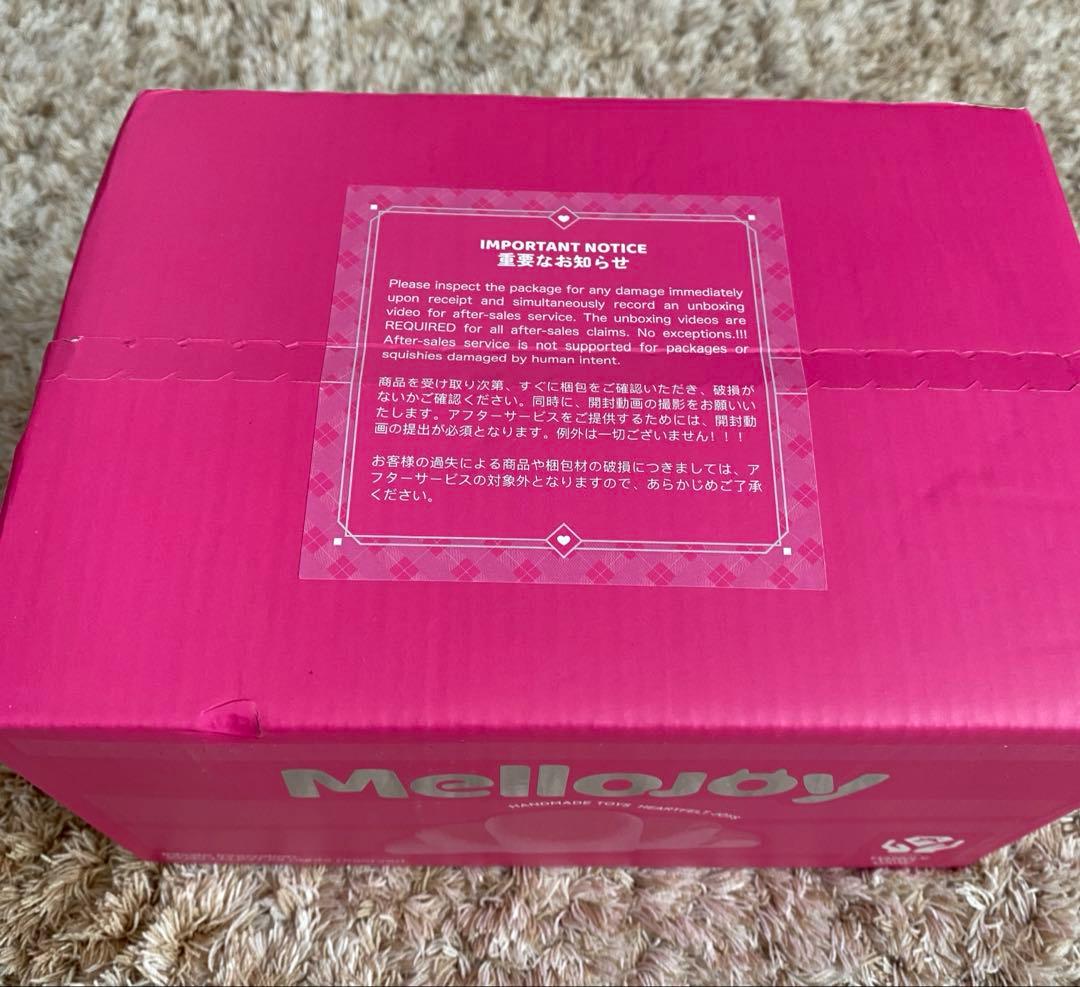 IMPORTANT NOTICE
重要なお知らせ
Please inspect the package for any damage immediately
upon receipt and simultaneously record an unboxing
video for after-sales service. The unboxing videos are
REQUIRED for all after-sales claims. No exceptions.!!!
After-sales service is not supported for packages or
squishies damaged by human intent.
商品を受け取り次第、すぐに梱包をご確認いただき、破損が
ないかご確認ください。同時に、開封動画の撮影をお願いい
たします。アフターサービスをご提供するためには、開封動
画の提出が必須となります。例外は一切ございません！！！
お客様の過失による商品や梱包材の破損につきましては、ア
フターサービスの対象外となりますので、あらかじめご了承
ください。
Mellojoy
HANDMADE TOYS HEARTFELT JOYS